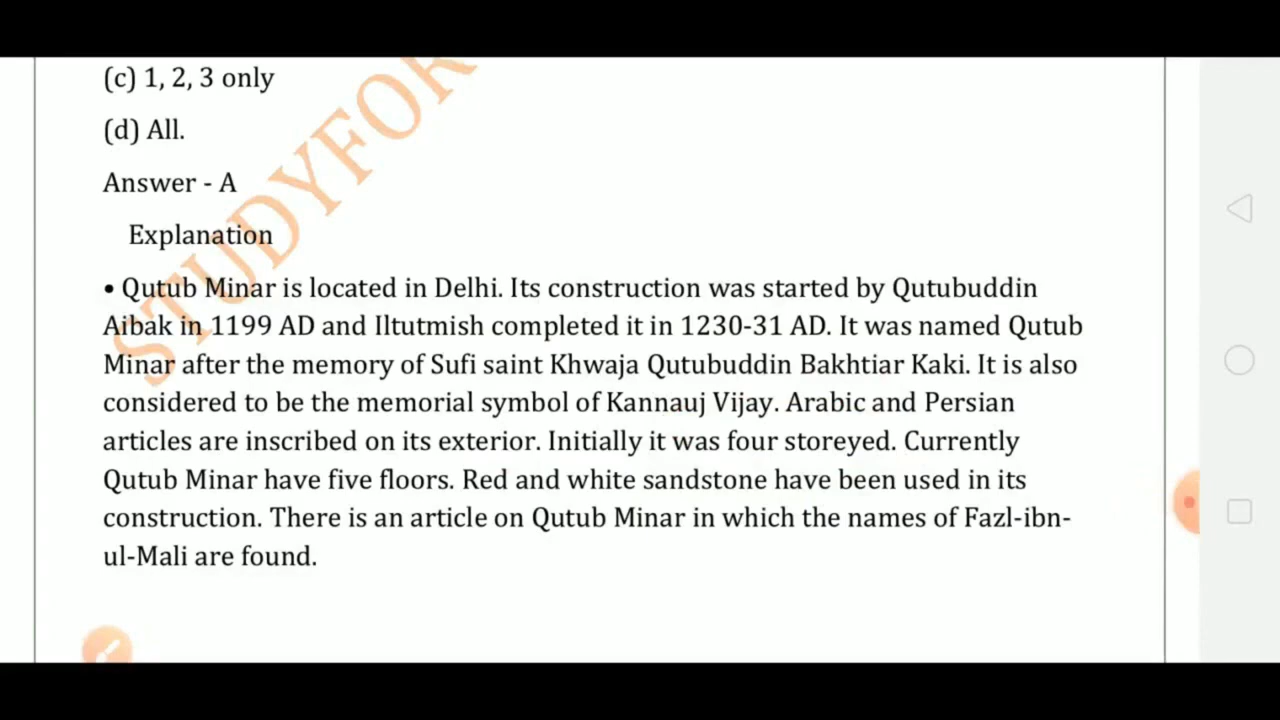 (c) 1, 2, 3 only
(d) All.
Answer - A
Explanation
• Qutub Minar is located in Delhi. Its construction was started by Qutubuddin
Aibak in 1199 AD and Iltutmish completed it in 1230-31 AD. It was named Qutub
Minar after the memory of Sufi saint Khwaja Qutubuddin Bakhtiar Kaki. It is also
considered to be the memorial symbol of Kannauj Vijay. Arabic and Persian
articles are inscribed on its exterior. Initially it was four storeyed. Currently
Qutub Minar have five floors. Red and white sandstone have been used in its
construction. There is an article on Qutub Minar in which the names of Fazl-ibn-
ul-Mali are found.
STUDYFOR